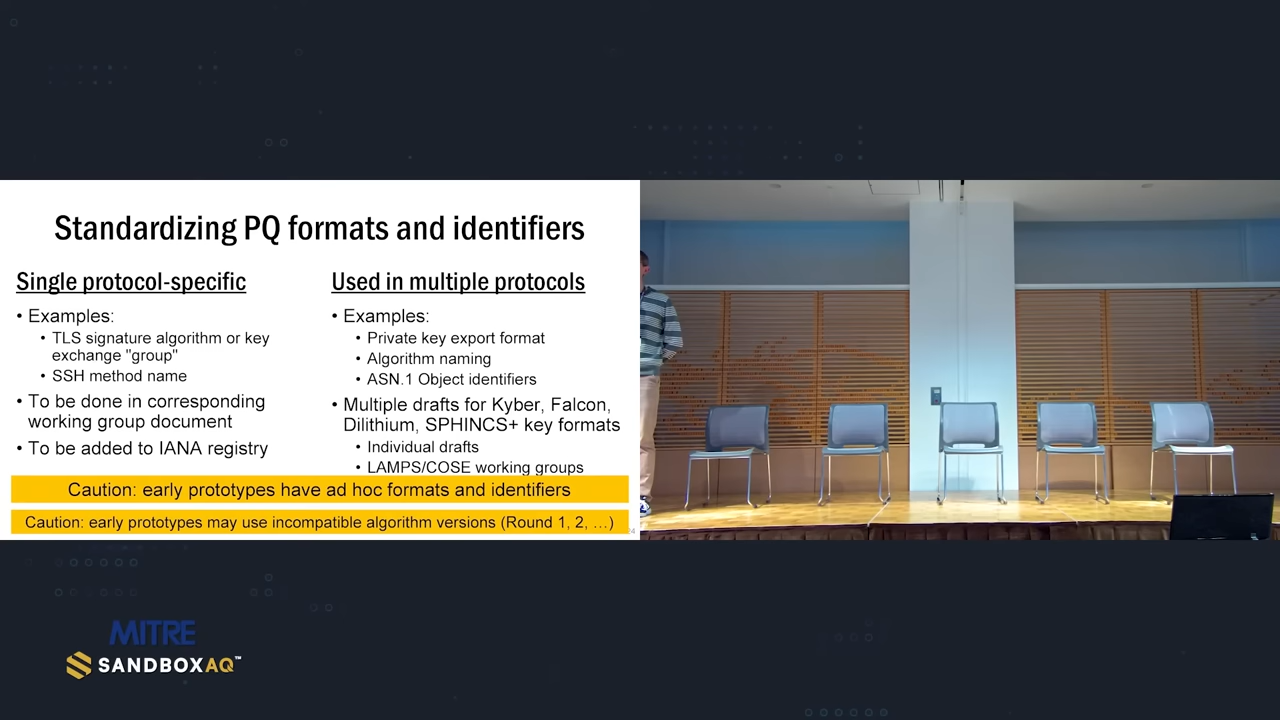 Standardizing PQ formats and identifiers
Single protocol-specific
• Examples:
• TLS signature algorithm or key
exchange "group"
• SSH method name
• To be done in corresponding
working group document
• To be added to IANA registry
Used in multiple protocols
• Examples:
• Private key export format
• Algorithm naming
• ASN.1 Object identifiers
• Multiple drafts for Kyber, Falcon,
Dilithium, SPHINCS+ key formats
• Individual drafts
• LAMPS/COSE working groups
Caution: early prototypes have ad hoc formats and identifiers
Caution: early prototypes may use incompatible algorithm versions (Round 1, 2, …)
MITRE
SANDBOXAQ™